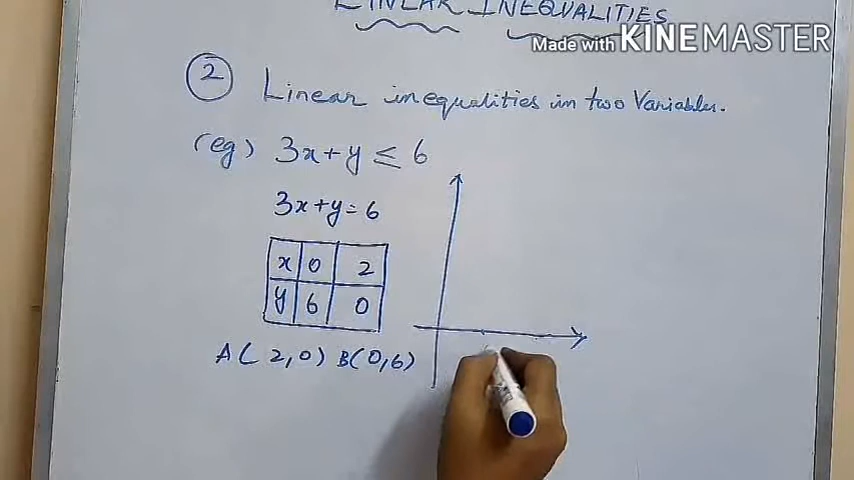 LINEAR INEQUALITIES
Made with KINEMASTER
2 Linear inequalities in two Variables.
(eg) 3x+y ≤ 6
3x+y=6
x 0 2
y 6 0
A(2,0) B(0,6)